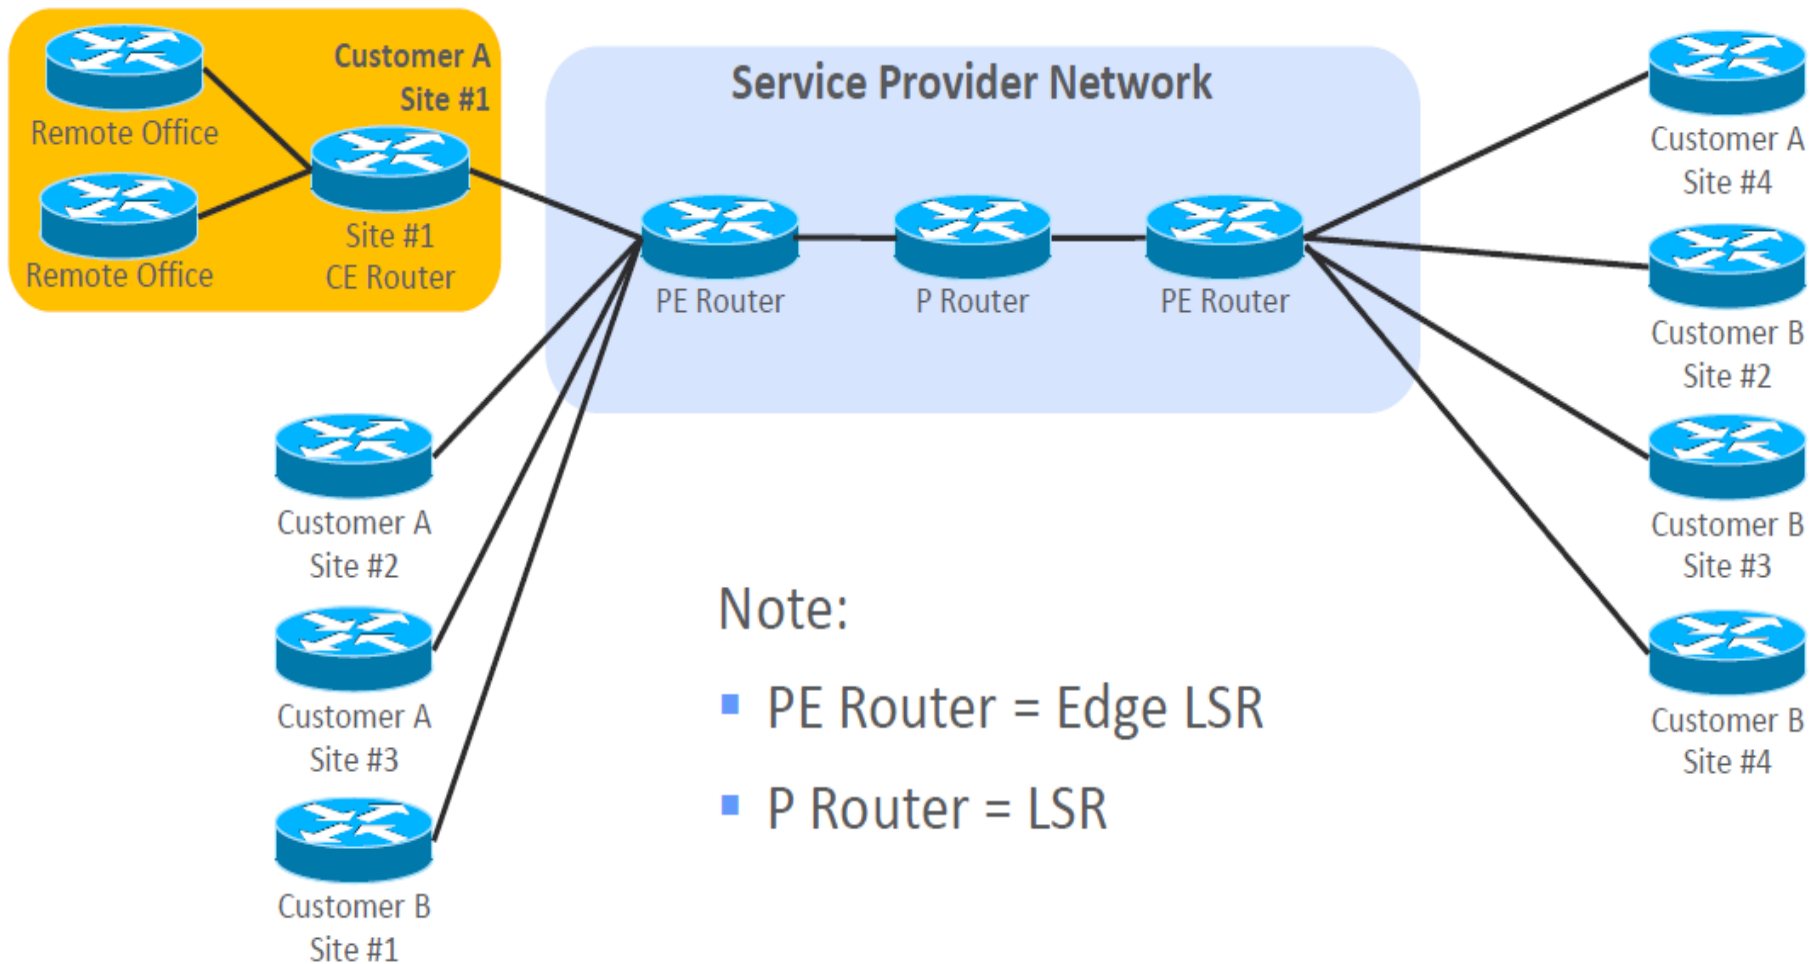 Customer A
Site #1
Remote Office
Remote Office
Site #1
CE Router
Service Provider Network
PE Router
P Router
PE Router
Customer A
Site #4
Customer B
Site #2
Customer B
Site #3
Customer B
Site #4
Customer A
Site #2
Customer A
Site #3
Customer B
Site #1
Note:
▪ PE Router = Edge LSR
▪ P Router = LSR